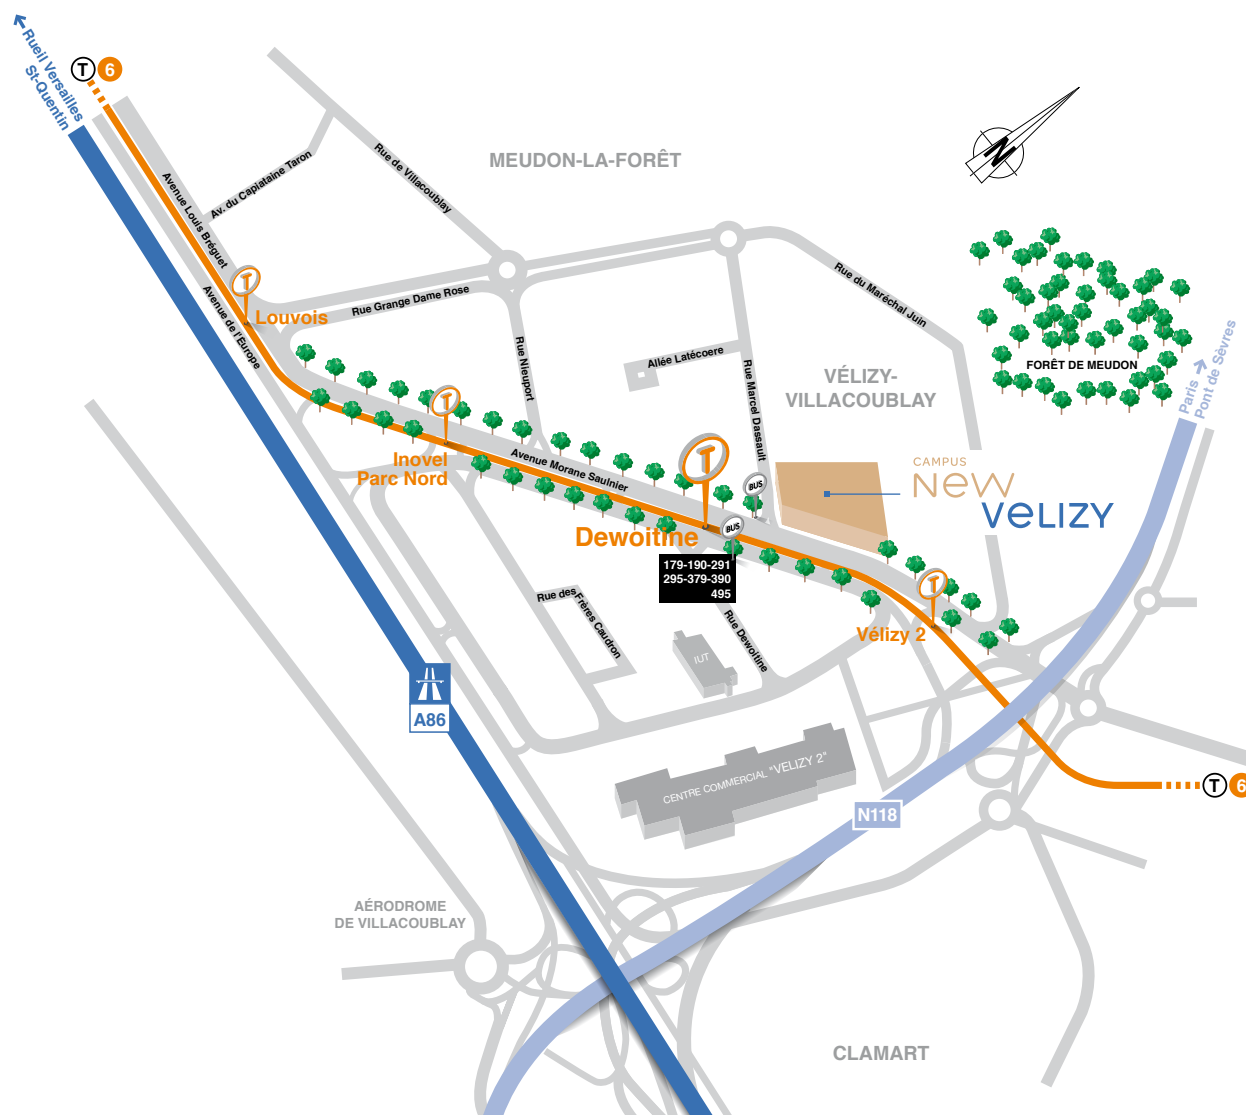 Rueil Versailles
St-Quentin
T 6
MEUDON-LA-FORÊT
N
Avenue Louis Bréguet
Av. du Capiataine Taron
Rue de Villacoublay
Rue du Maréchal Juin
Louvois
Rue Grange Dame Rose
Avenue de l'Europe
Rue Nieuport
Allée Latécoere
Rue Marcel Dassault
VÉLIZY-
VILLACOUBLAY
FORÊT DE MEUDON
Paris
Pont de Sèvres
T
T
Inovel
Parc Nord
Avenue Morane Saulnier
T
BUS
CAMPUS
NEW
VELIZY
Dewoitine
BUS
179-190-291
295-379-390
495
T
Vélizy 2
Rue des
Frères Caudron
Rue Dewoitine
IUT
A86
CENTRE COMMERCIAL "VELIZY 2"
N118
T 6
AÉRODROME
DE VILLACOUBLAY
CLAMART